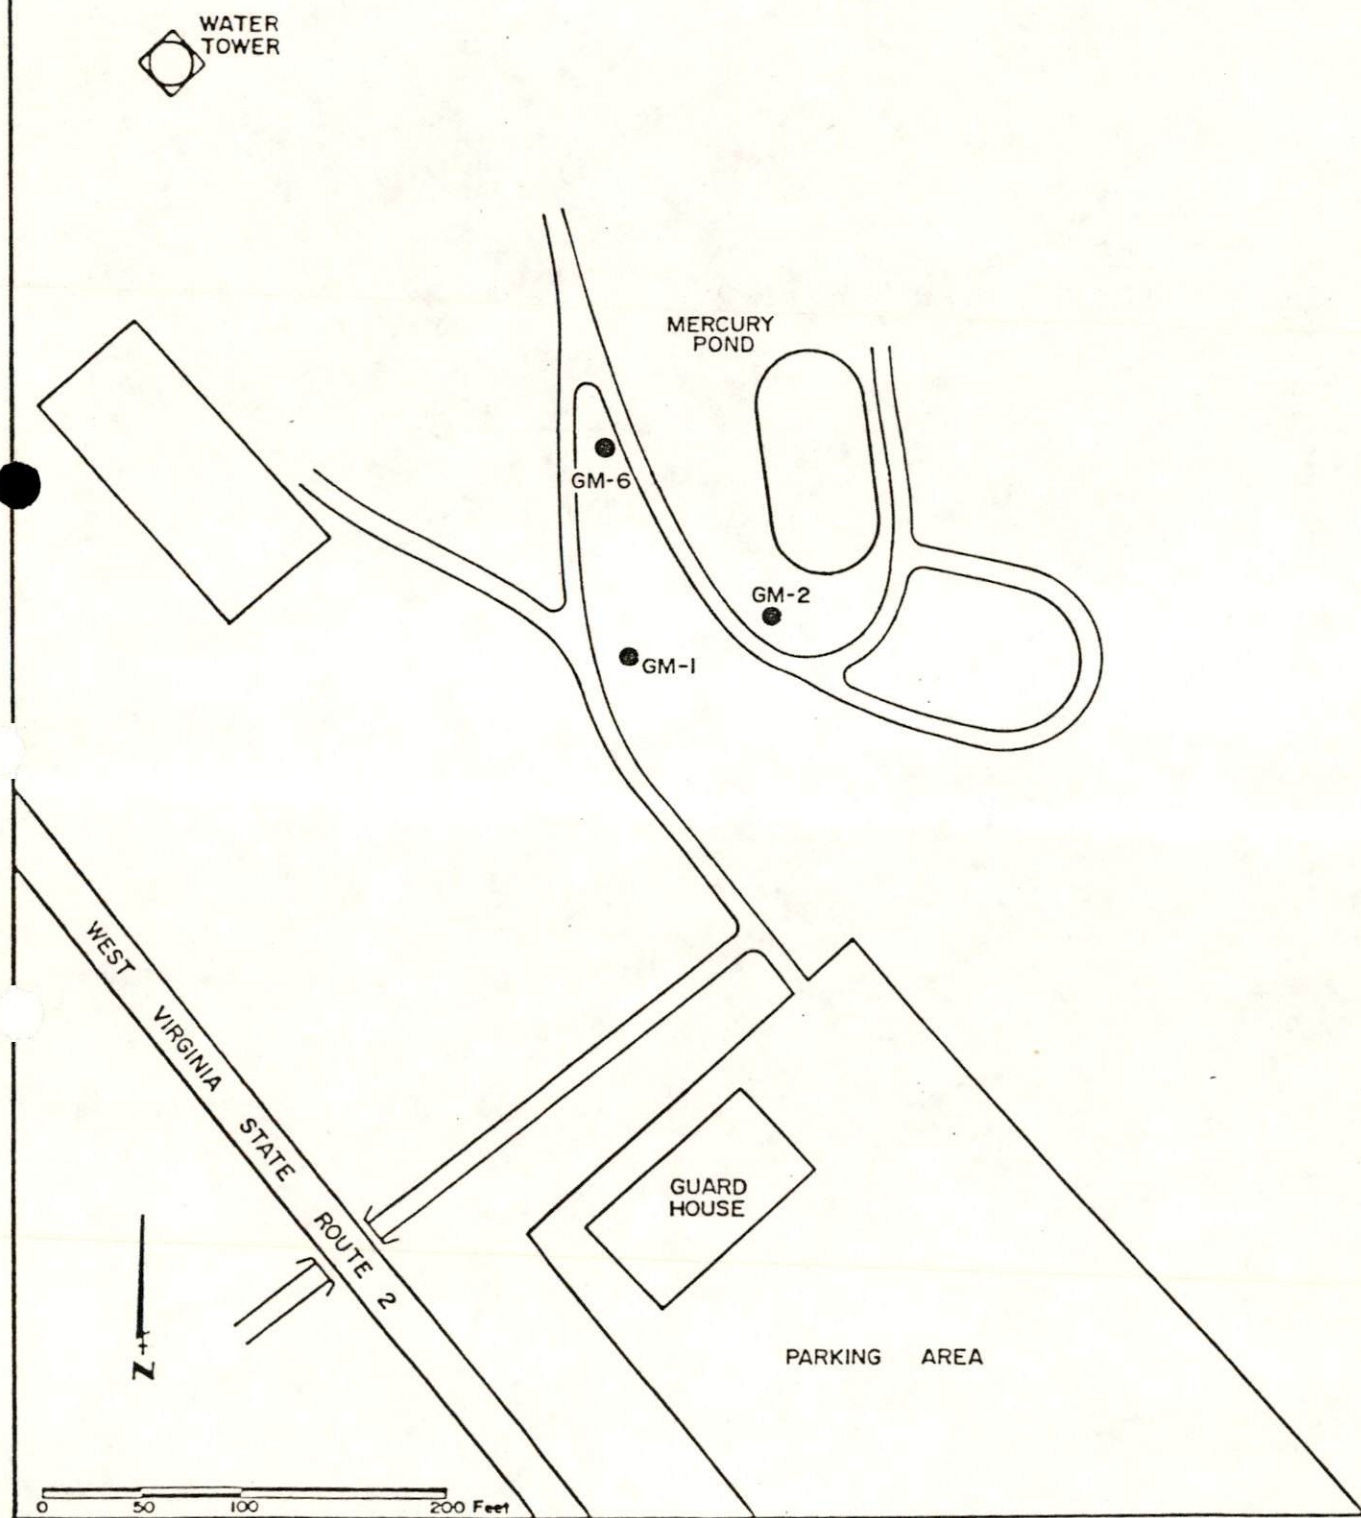 WATER
TOWER
MERCURY
POND
GM-6
GM-2
GM-1
WEST VIRGINIA STATE ROUTE 2
GUARD
HOUSE
PARKING AREA
N
0 50 100 200 Feet